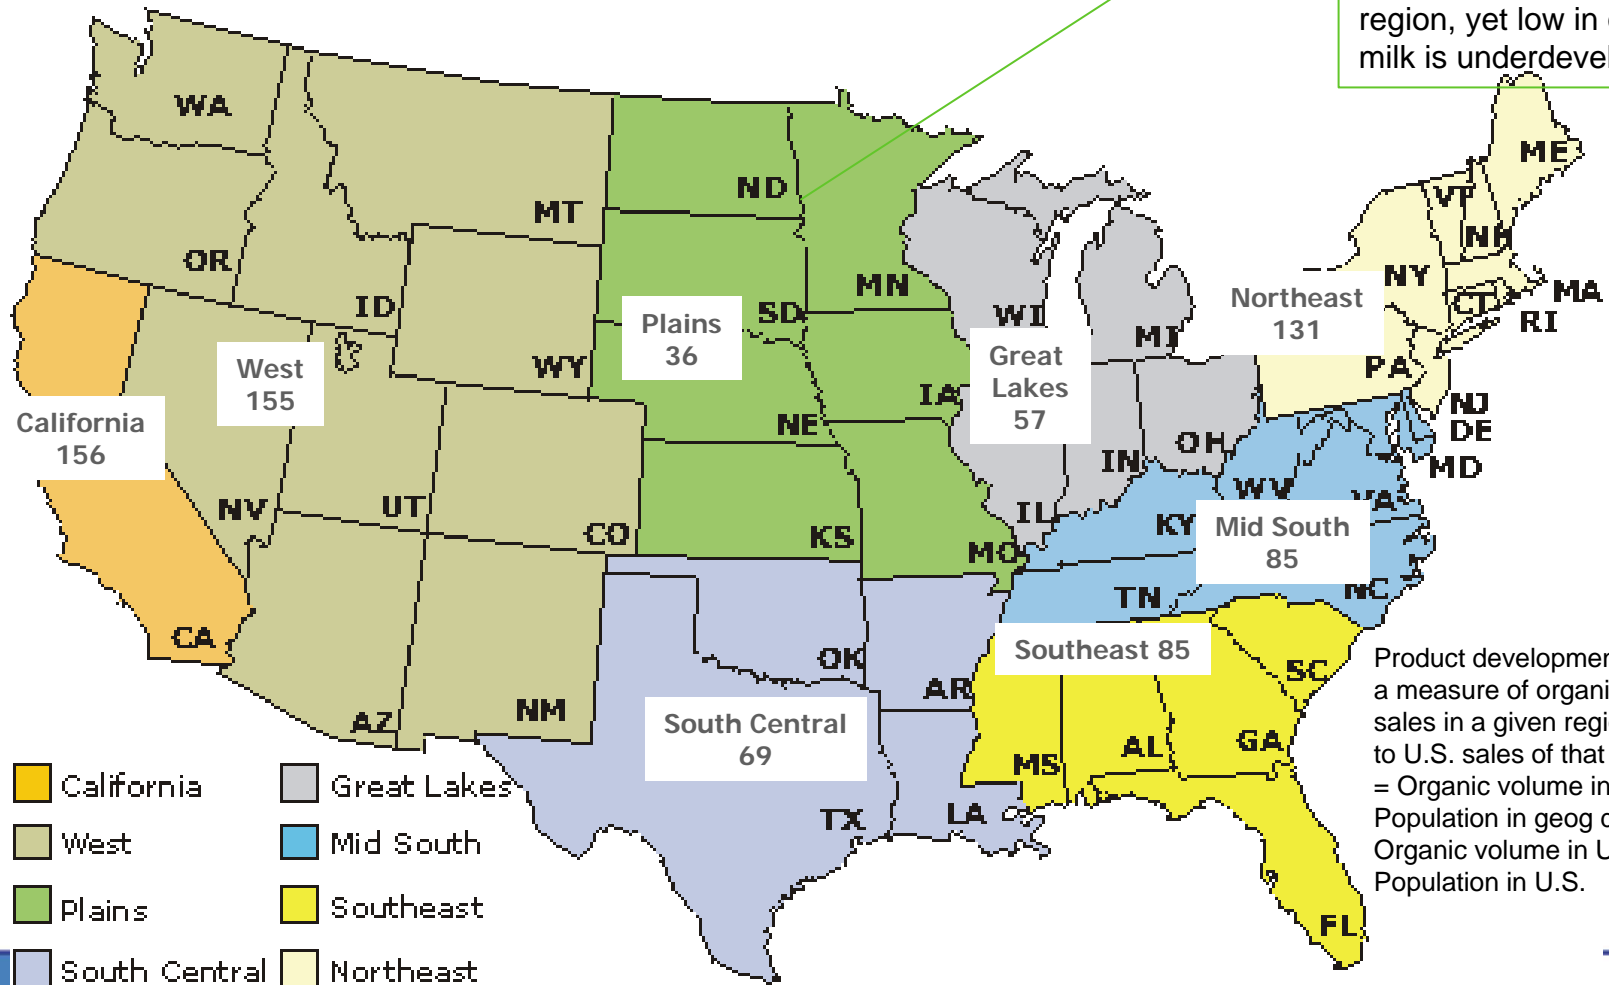 region, yet low in
milk is
WA
MT
ND
OR
ID
MN
SD
WY
NE
IA
WI
MI
ME
VT
NH
NY
MA
CT
RI
PA
NJ
DE
MD
OH
IN
IL
WV
VA
KY
NV
UT
CO
KS
MO
CA
AZ
NM
OK
AR
TN
NC
SC
MS
AL
GA
TX
LA
FL
California
156
West
155
Plains
36
Great
Lakes
57
Northeast
131
Mid South
85
Southeast 85
South Central
69
Product
a measure of
sales in a given
to U.S. sales of that
= Organic volume in
Population in geog
Organic volume in
Population in U.S.
California
West
Plains
South Central
Great Lakes
Mid South
Southeast
Northeast